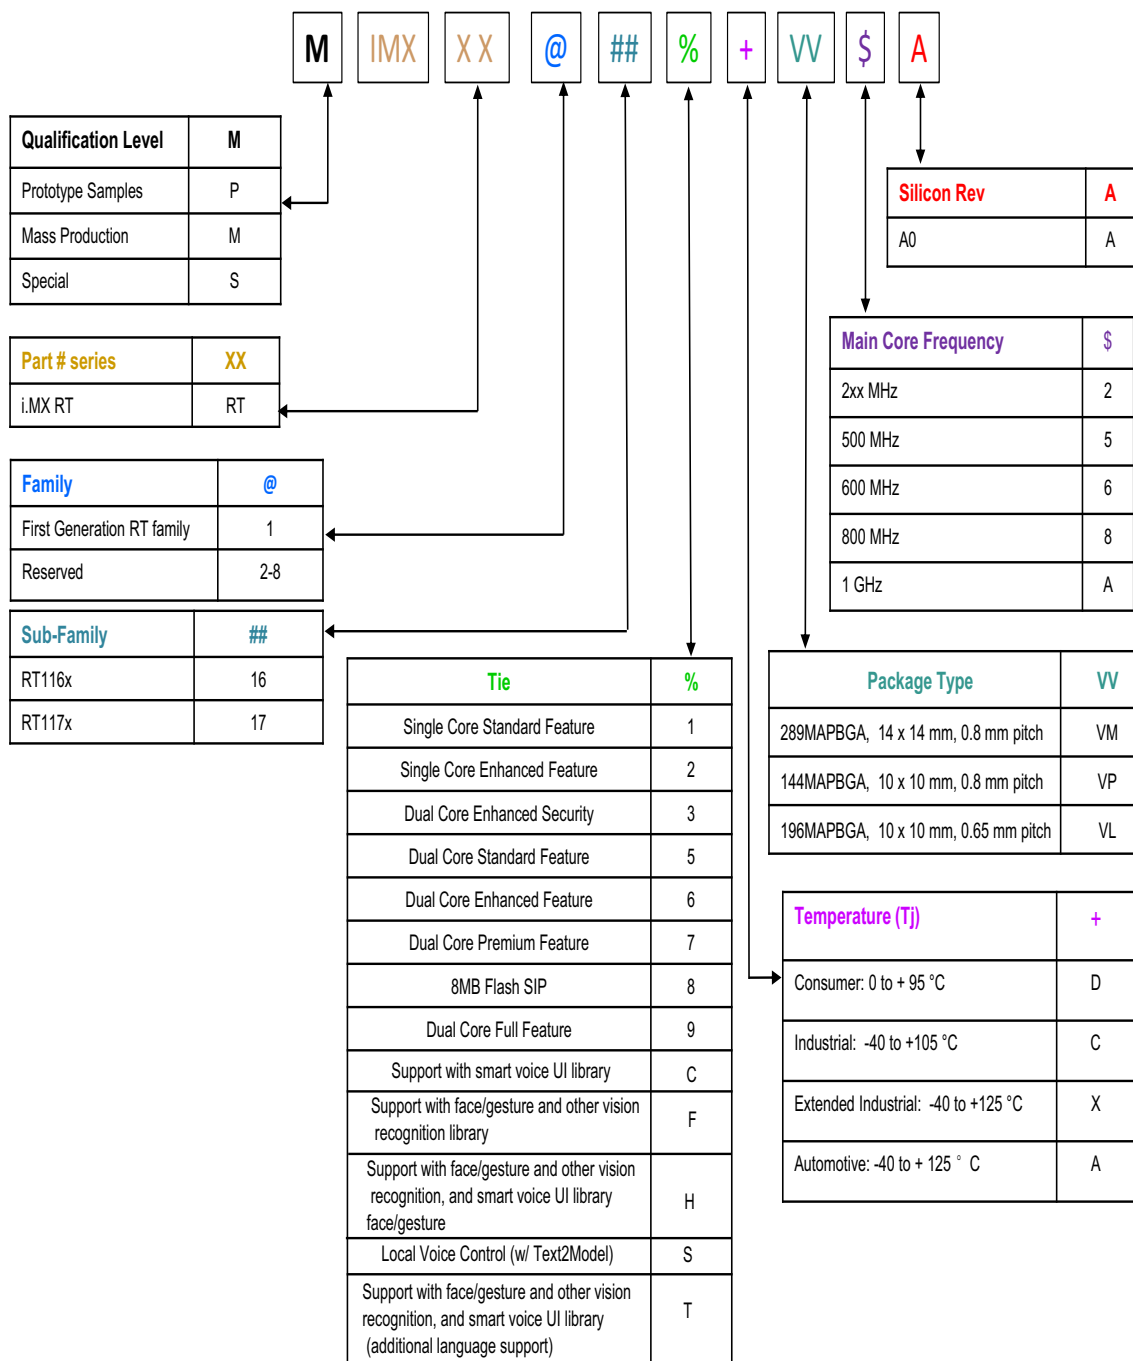 M IMX XX @ ## % + VV $ A
Qualification Level M
Prototype Samples P
Mass Production M
Special S
Part # series XX
i.MX RT RT
Family @
First Generation RT family 1
Reserved 2-8
Sub-Family ##
RT116x 16
RT117x 17
Tie %
Single Core Standard Feature 1
Single Core Enhanced Feature 2
Dual Core Enhanced Security 3
Dual Core Standard Feature 5
Dual Core Enhanced Feature 6
Dual Core Premium Feature 7
8MB Flash SIP 8
Dual Core Full Feature 9
Support with smart voice UI library C
Support with face/gesture and other vision
recognition library F
Support with face/gesture and other vision
recognition, and smart voice UI library H
face/gesture
Local Voice Control (w/ Text2Model) S
Support with face/gesture and other vision
recognition, and smart voice UI library T
(additional language support)
Silicon Rev A
A0 A
Main Core Frequency $
2xx MHz 2
500 MHz 5
600 MHz 6
800 MHz 8
1 GHz A
Package Type VV
289MAPBGA, 14 x 14 mm, 0.8 mm pitch VM
144MAPBGA, 10 x 10 mm, 0.8 mm pitch VP
196MAPBGA, 10 x 10 mm, 0.65 mm pitch VL
Temperature (Tj) +
Consumer: 0 to + 95 °C D
Industrial: -40 to +105 °C C
Extended Industrial: -40 to +125 °C X
Automotive: -40 to + 125 ° C A